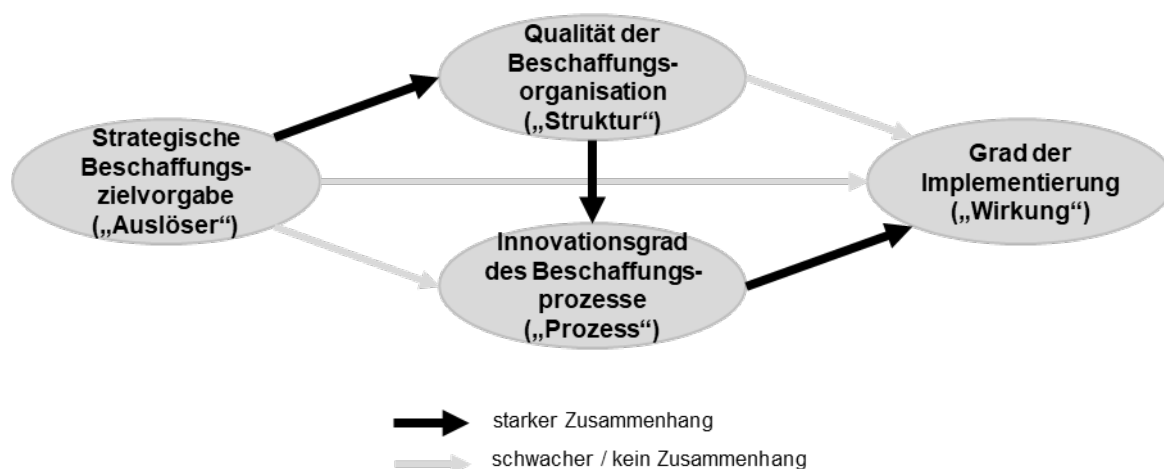 Qualität der
Beschaffungs-
organisation
(„Struktur“)
Strategische
Beschaffungs-
zielvorgabe
(„Auslöser“)
Grad der
Implementierung
(„Wirkung“)
Innovationsgrad
des Beschaffungs-
prozesse
(„Prozess“)
starker Zusammenhang
schwacher / kein Zusammenhang